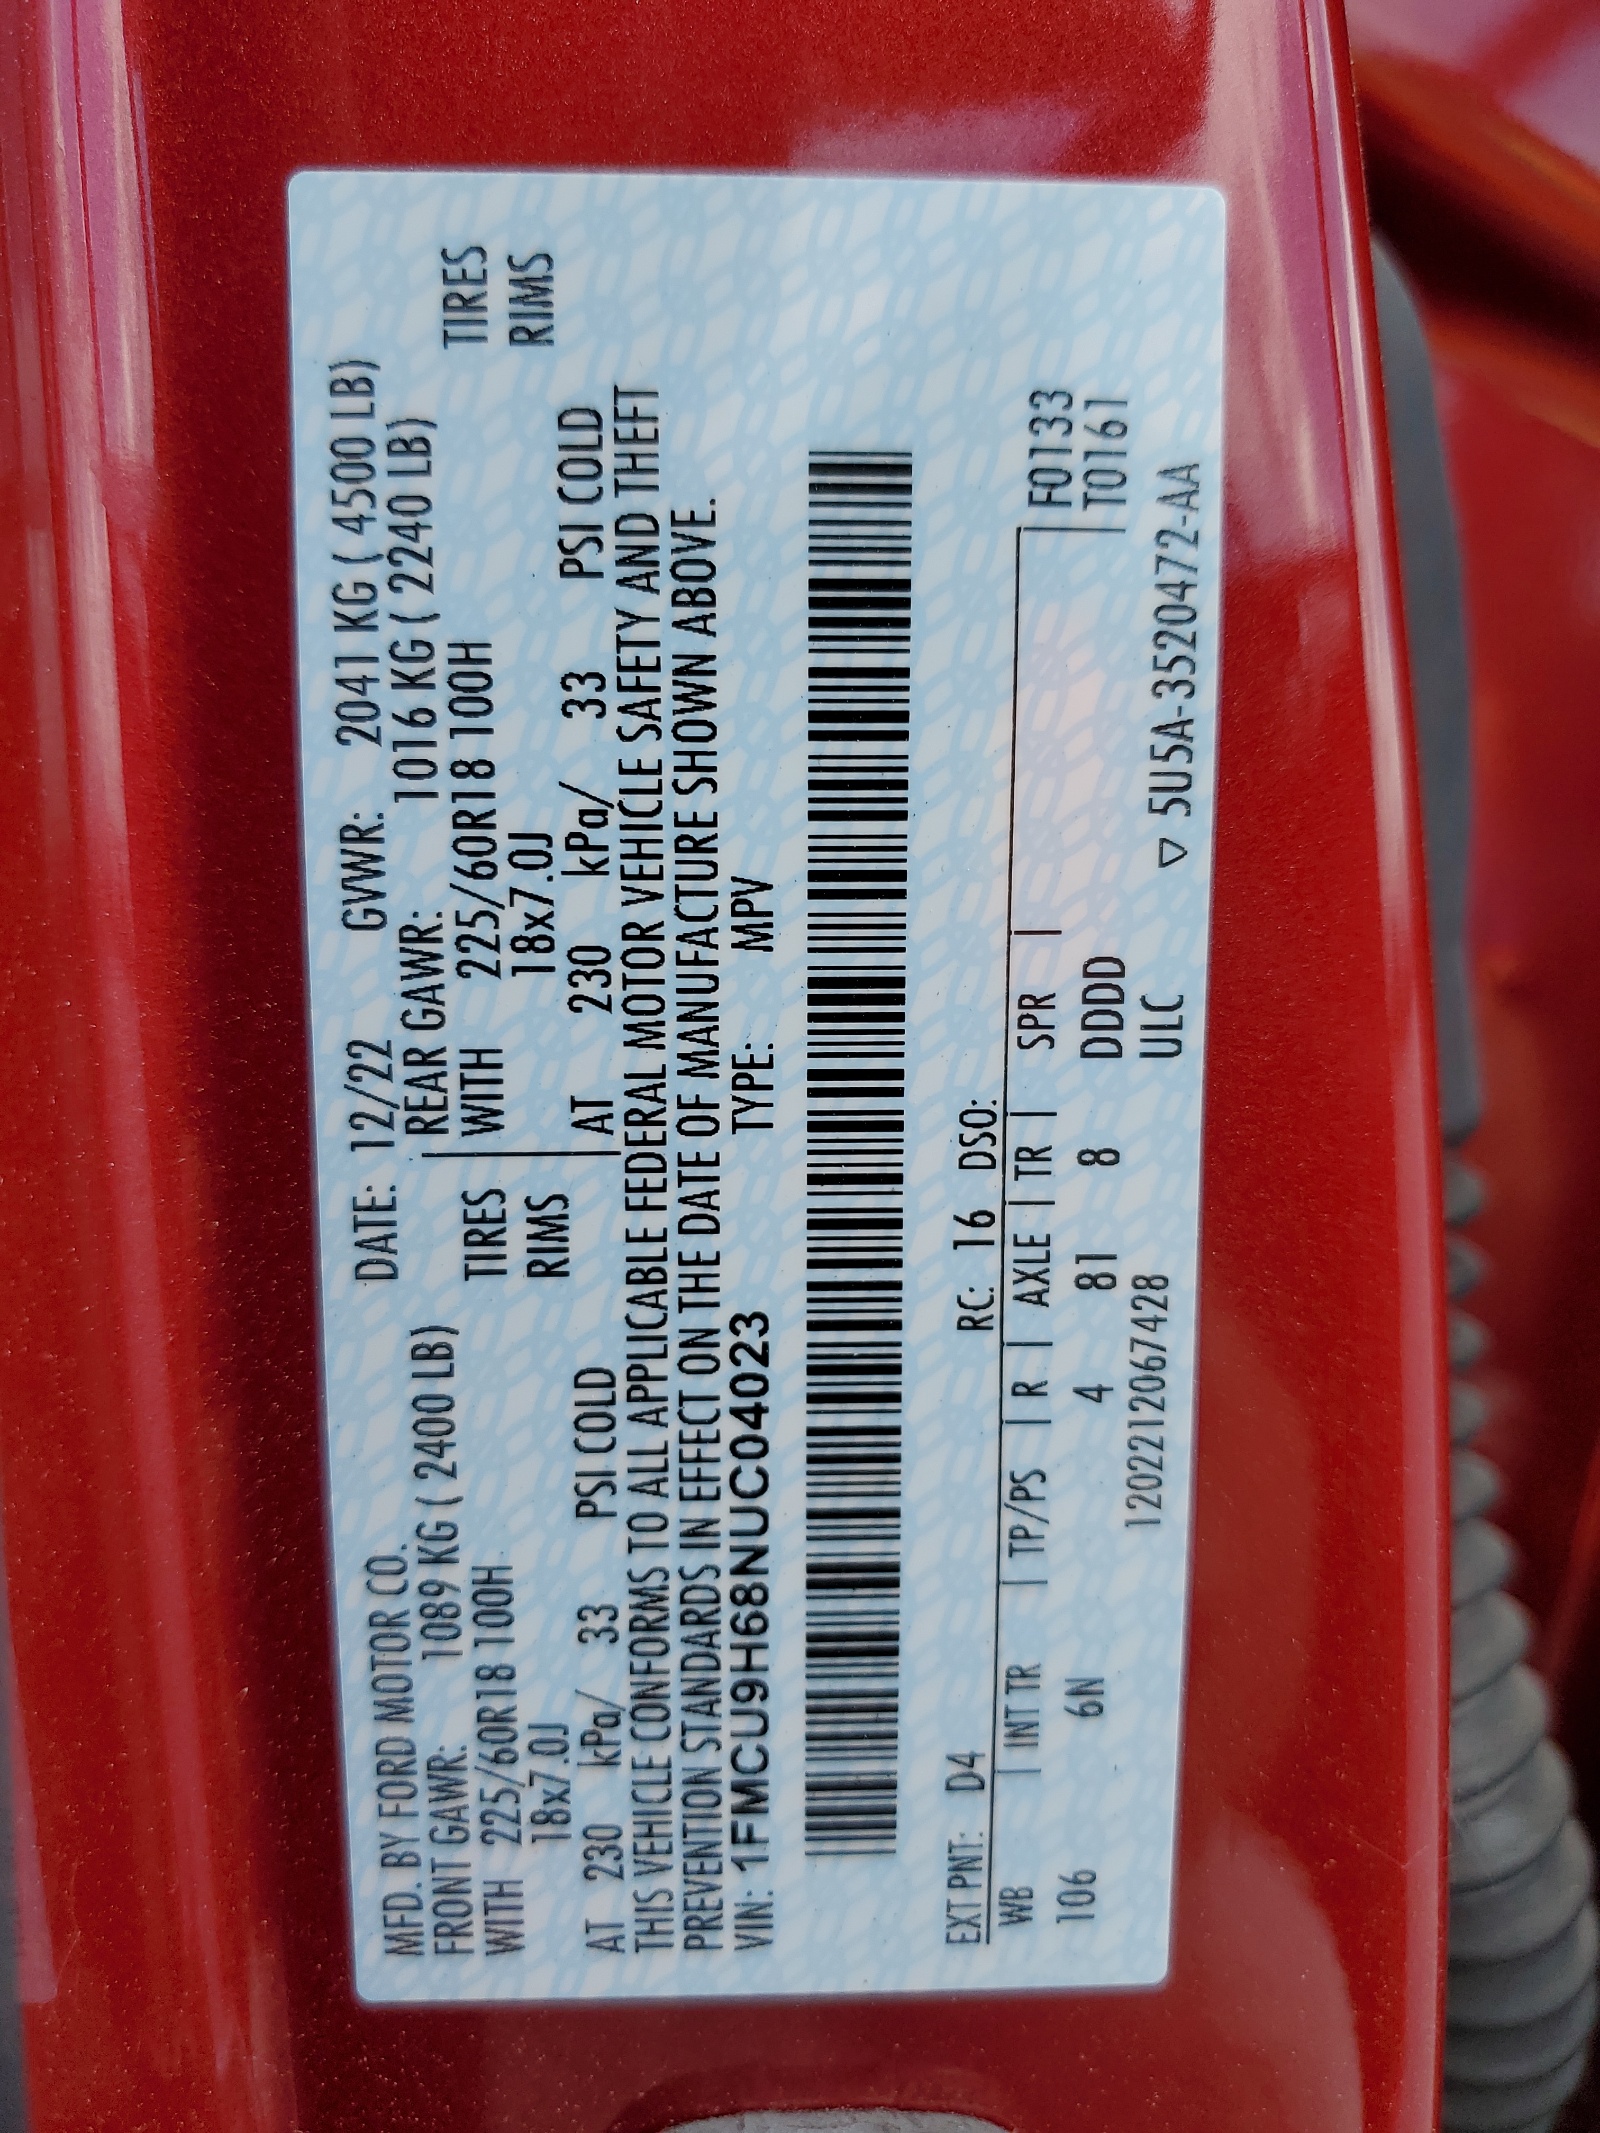 MFD. BY FORD MOTOR CO. DATE: 12/22 GVWR: 2041 KG ( 4500 LB)
FRONT GAWR: 1089 KG ( 2400 LB) REAR GAWR: 1016 KG ( 2240 LB)
WITH 225/60R18 100H TIRES WITH 225/60R18 100H TIRES
18x7.0J RIMS 18x7.0J RIMS
AT 230 kPa/ 33 PSI COLD AT 230 kPa/ 33 PSI COLD
THIS VEHICLE CONFORMS TO ALL APPLICABLE FEDERAL MOTOR VEHICLE SAFETY AND THEFT
PREVENTION STANDARDS IN EFFECT ON THE DATE OF MANUFACTURE SHOWN ABOVE.
VIN: 1FMCU9H68NUC04023 TYPE: MPV
EXT PNT: D4 RC: 16 DSO:
WB | INT TR | TP/PS | R | AXLE | TR | SPR | | F0133
106 6N 4 81 8 DDDDD | T0161
1202212067428 ULC ▽ 5U5A-3520472-AA